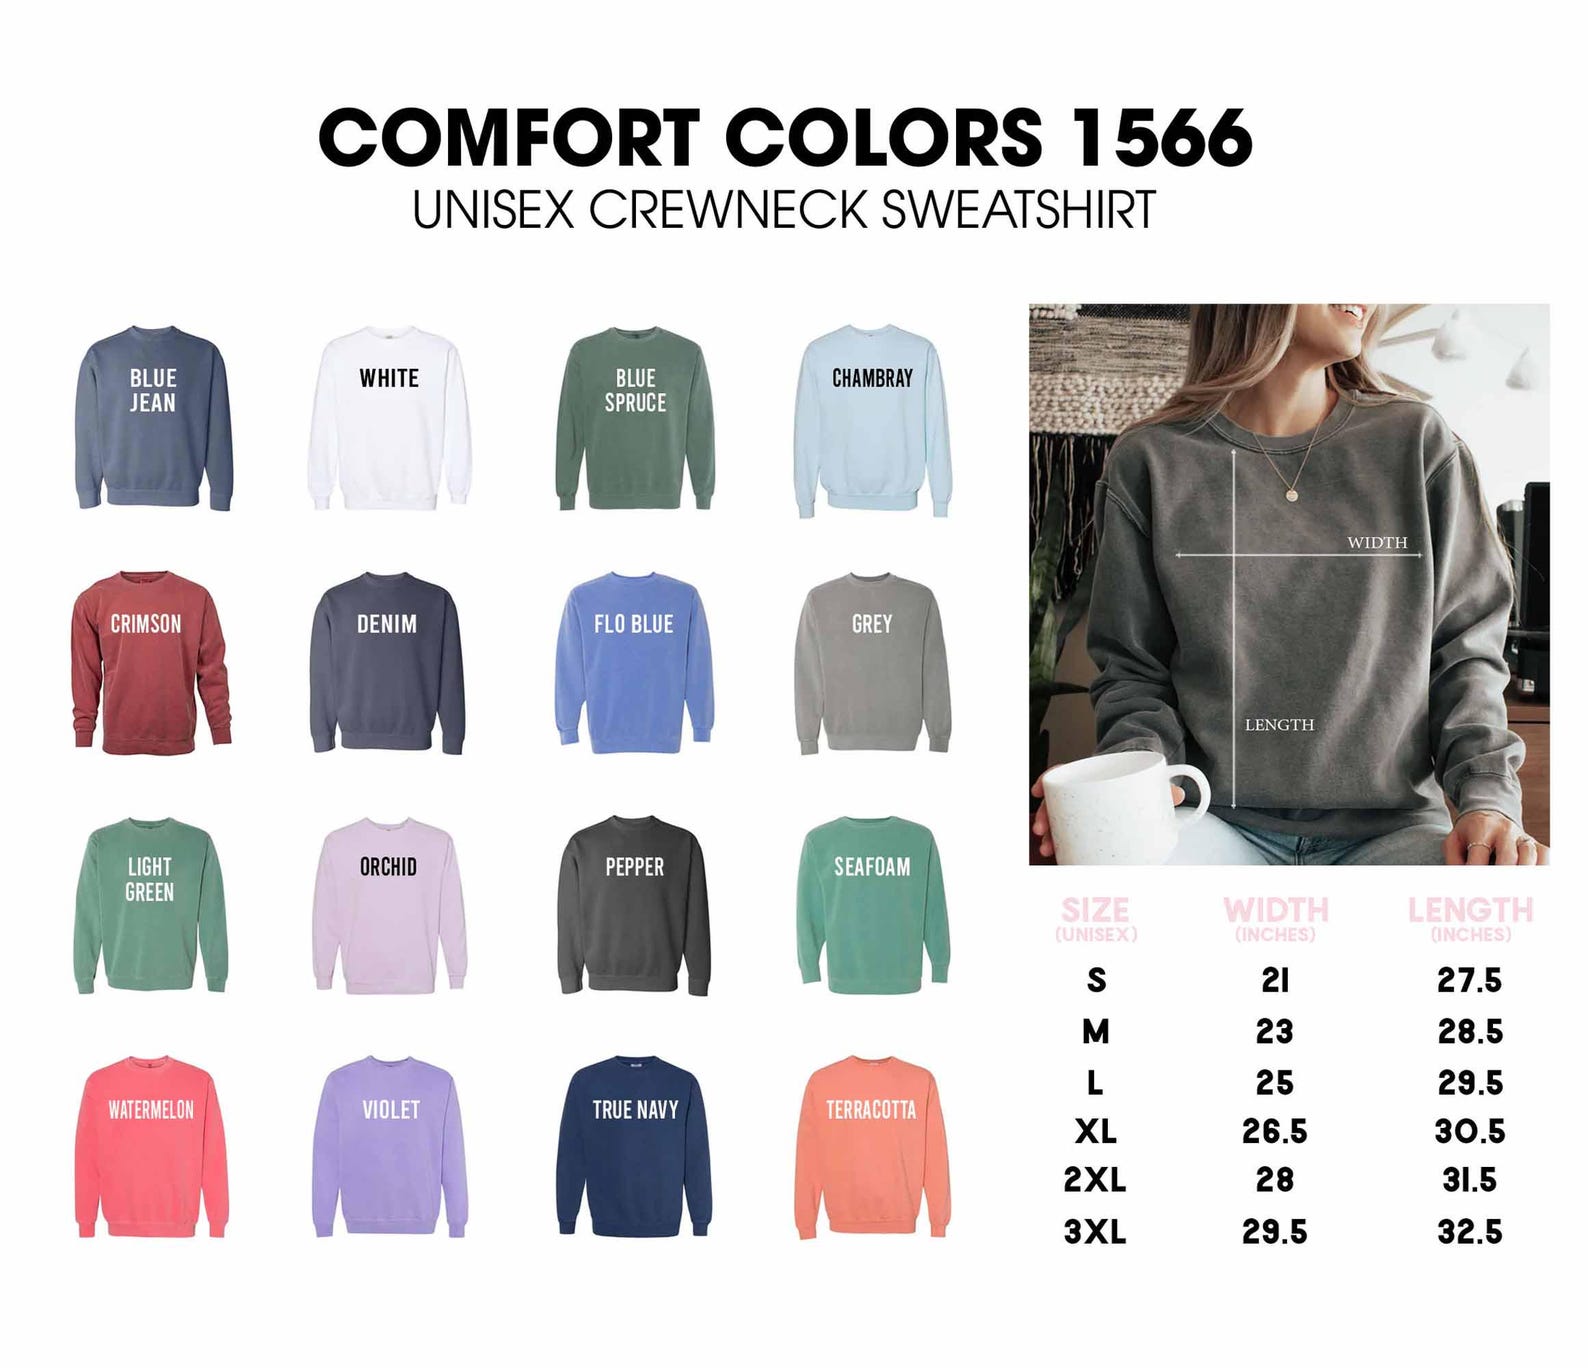 COMFORT COLORS 1566
UNISEX CREWNECK SWEATSHIRT
BLUE
JEAN
WHITE
BLUE
SPRUCE
CHAMBRAY
CRIMSON
DENIM
FLO BLUE
GREY
LIGHT
GREEN
ORCHID
PEPPER
SEAFOAM
WATERMELON
VIOLET
TRUE NAVY
TERRACOTTA
WIDTH
LENGTH
SIZE WIDTH LENGTH
(UNISEX) (INCHES) (INCHES)
S 21 27.5
M 23 28.5
L 25 29.5
XL 26.5 30.5
2XL 28 31.5
3XL 29.5 32.5